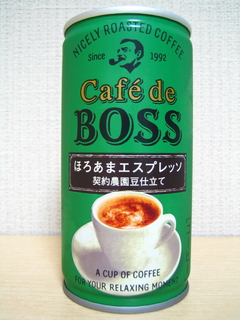 NICELY ROASTED COFFEE
Since 1992
Café de
BOSS
ほろあまエスプレッソ
契約農園豆仕立て
A CUP OF COFFEE
FOR YOUR RELAXING MOMENT